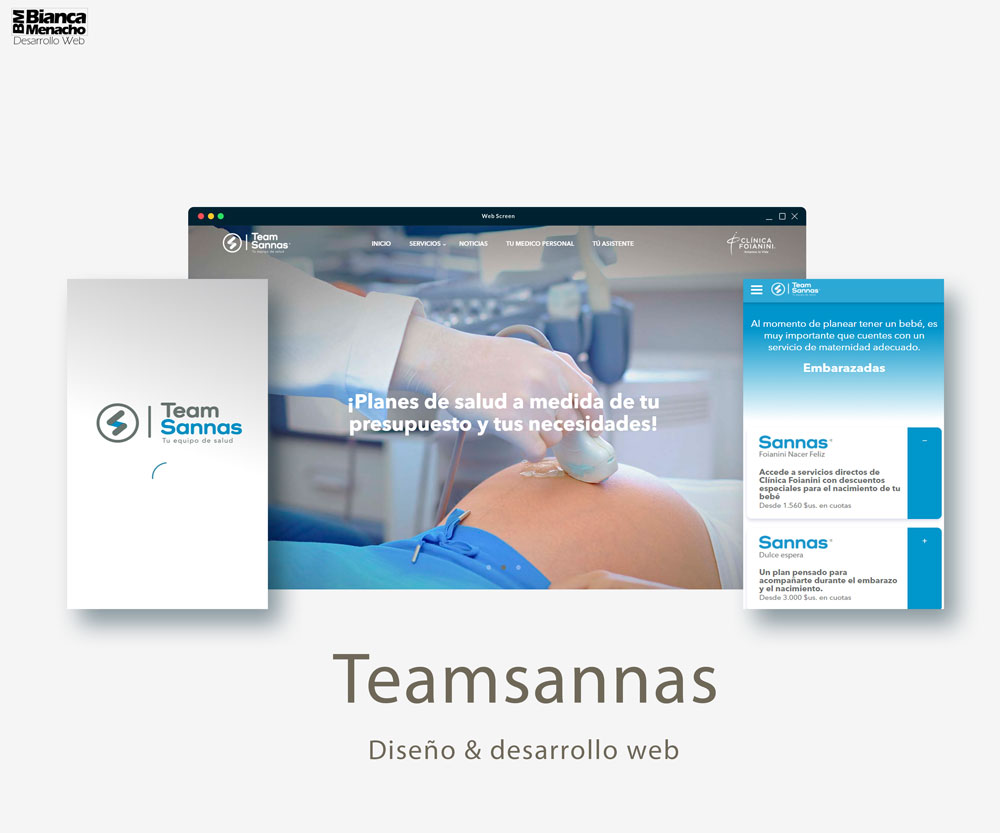 BM
Bianca
Menacho
Desarrollo Web
Web Screen
Team
Sannas
Tu equipo de salud
INICIO SERVICIOS NOTICIAS TU MEDICO PERSONAL TÚ ASISTENTE
CLÍNICA
FOIANINI.
¡Planes de salud a medida de tu
presupuesto y tus necesidades!
Team
Sannas
Tu equipo de salud
Team
Sannas
Al momento de planear tener un bebé, es
muy importante que cuentes con un
servicio de maternidad adecuado.
Embarazadas
Sannas
Foianini Nacer Feliz
Accede a servicios directos de
Clínica Foianini con descuentos
especiales para el nacimiento de tu
bebé
Desde 1.560 $us. en cuotas
Sannas
Dulce espera
Un plan pensado para
acompañarte durante el embarazo
y el nacimiento.
Desde 3.000 $us. en cuotas
Teamsannas
Diseño & desarrollo web